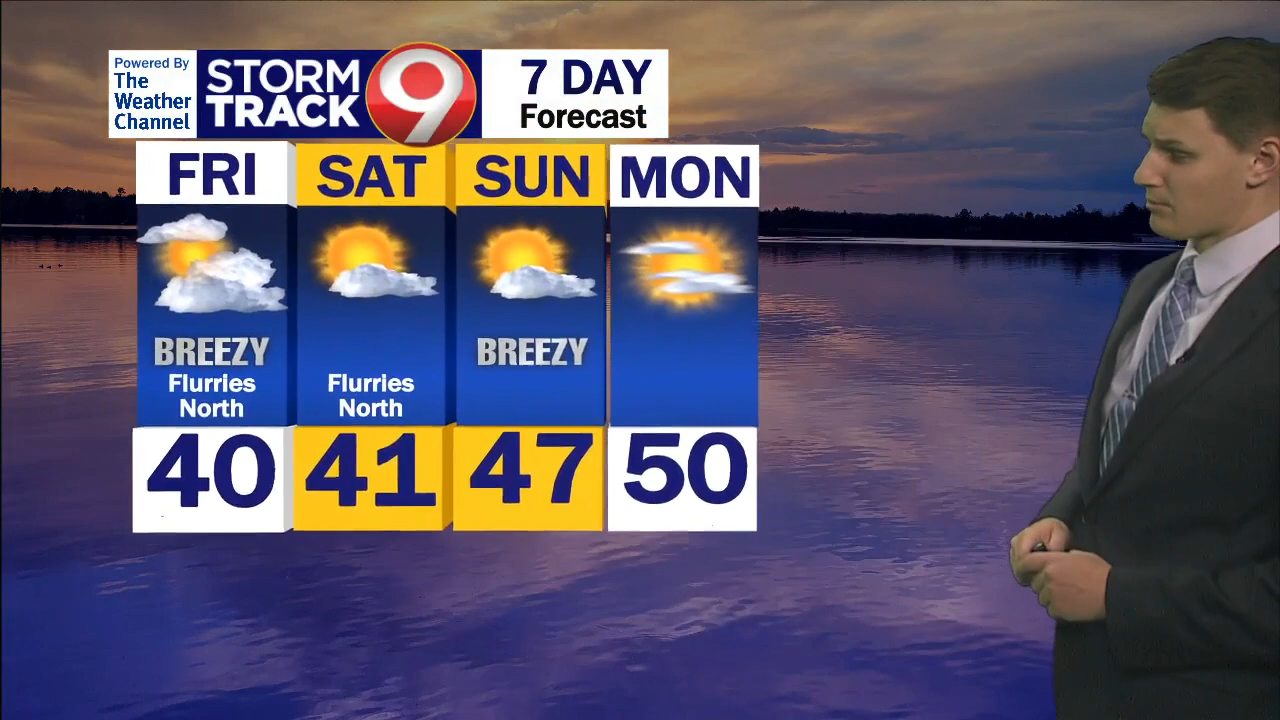 Powered By
The
Weather
Channel
STORM
TRACK
9
7 DAY
Forecast
FRI
SAT
SUN
MON
BREEZY
Flurries
North
Flurries
North
BREEZY
40
41
47
50